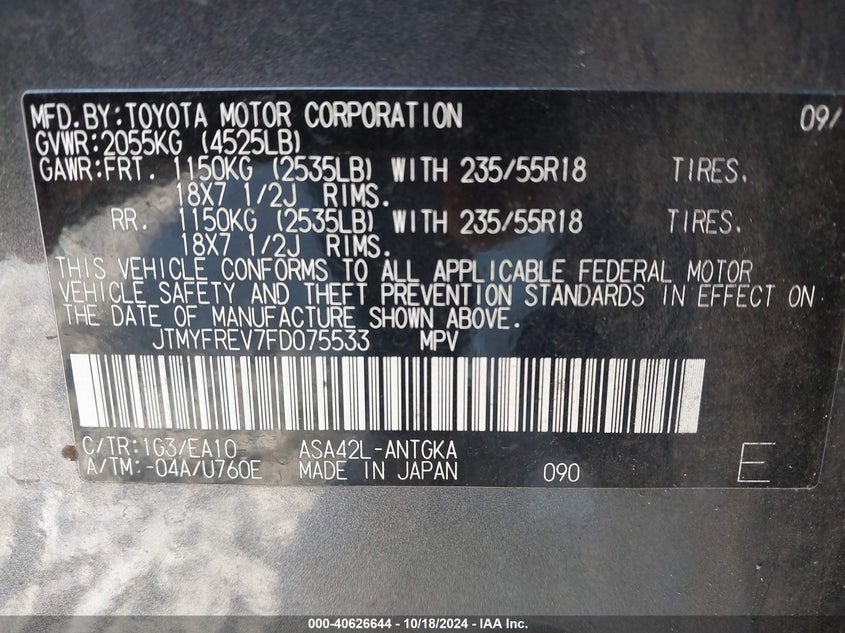 MFD.BY:TOYOTA MOTOR CORPORATION 09/
GVWR:2055KG (4525LB)
GAWR:FRT. 1150KG (2535LB) WITH 235/55R18 TIRES.
18X7 1/2J RIMS.
RR. 1150KG (2535LB) WITH 235/55R18 TIRES.
18X7 1/2J RIMS.
THIS VEHICLE CONFORMS TO ALL APPLICABLE FEDERAL MOTOR
VEHICLE SAFETY AND THEFT PREVENTION STANDARDS IN EFFECT ON
THE DATE OF MANUFACTURE SHOWN ABOVE.
JTMYFREV7FD075533 MPV
C/TR:1G3/EA10 ASA42L-ANTGKA
A/TM:-04A/U760E MADE IN JAPAN 090 E
000-40626644 - 10/18/2024 - IAA Inc.